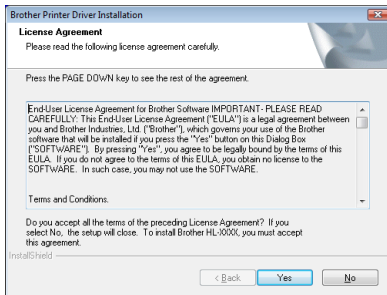 Brother Printer Driver Installation
License Agreement
Please read the following license agreement carefully.
Press the PAGE DOWN key to see the rest of the agreement.
End-User License Agreement for Brother Software IMPORTANT- PLEASE READ
CAREFULLY: This End-User License Agreement ("EULA") is a legal agreement between
you and Brother Industries, Ltd. ("Brother"), which governs your use of the Brother
software that will be installed if you press the "Yes" button on this Dialog Box
("SOFTWARE"). By pressing "Yes", you agree to be legally bound by the terms of this
EULA. If you do not agree to the terms of this EULA, you obtain no license to the
SOFTWARE. In such case, you may not use the SOFTWARE.
Terms and Conditions.
Do you accept all the terms of the preceding License Agreement? If you
select No, the setup will close. To install Brother HL-XXXX, you must accept
this agreement.
InstallShield
< Back Yes No